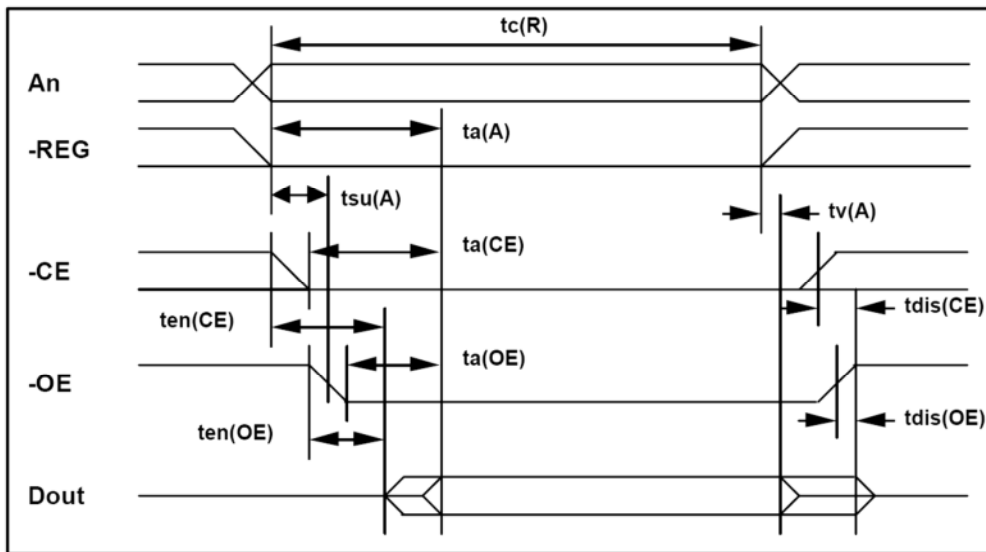 tc(R)
An
ta(A)
-REG
tsu(A)
tv(A)
ta(CE)
-CE
ten(CE)
tdis(CE)
ta(OE)
-OE
tdis(OE)
ten(OE)
Dout